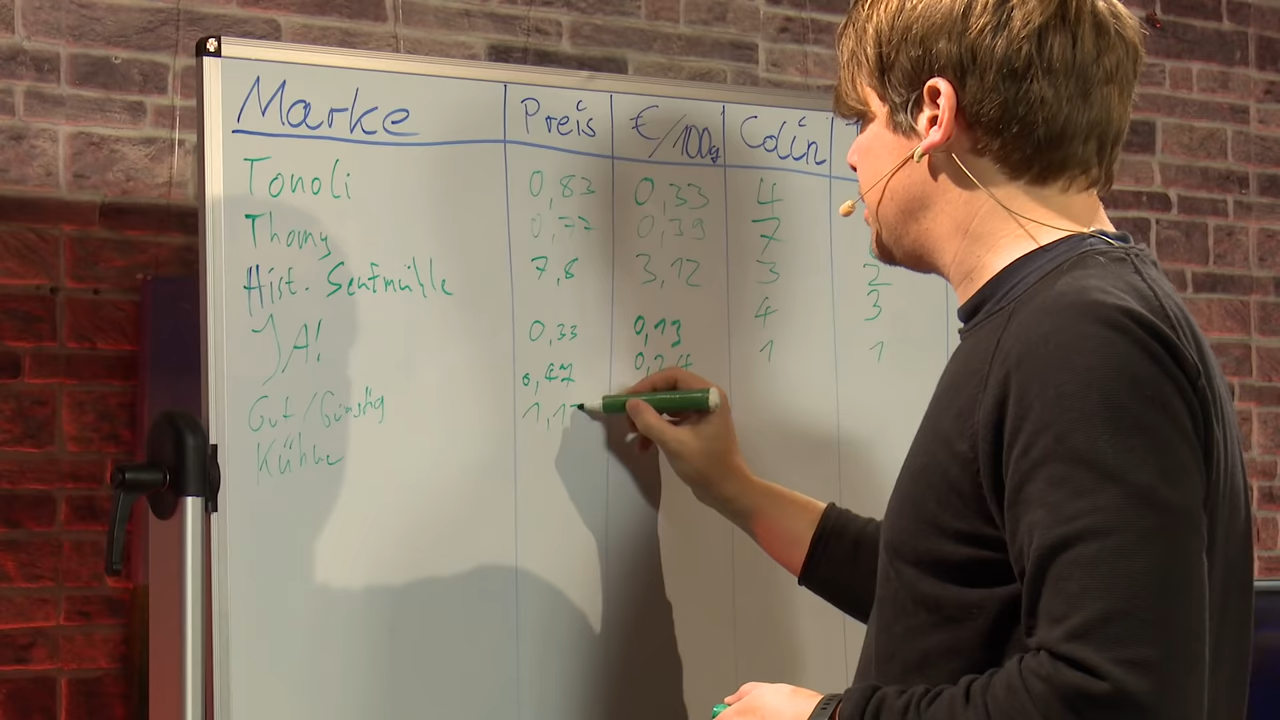 Marke Preis €/100g Colin
Tonoli 0,83 0,33 4
Thomy 0,77 0,39 7
Hist. Senfmühle 7,8 3,12 3 2
JA! 0,33 0,13 4 3
0,47 1 1
Gut/Günstig 1,1
Kühne